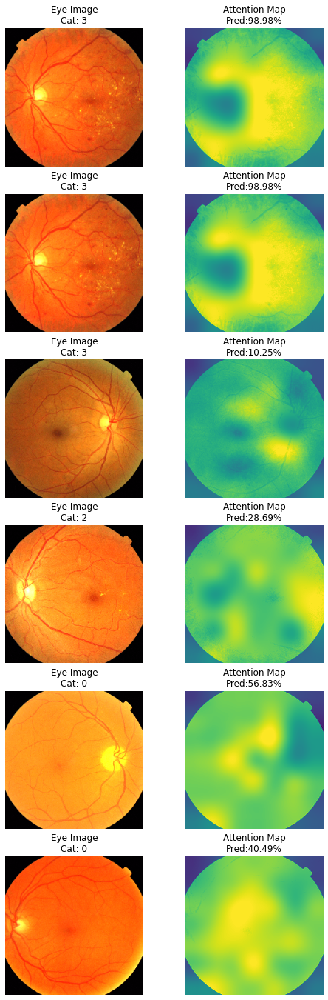 Eye Image
Cat: 3
Attention Map
Pred:98.98%
Eye Image
Cat: 3
Attention Map
Pred:98.98%
Eye Image
Cat: 3
Attention Map
Pred:10.25%
Eye Image
Cat: 2
Attention Map
Pred:28.69%
Eye Image
Cat: 0
Attention Map
Pred:56.83%
Eye Image
Cat: 0
Attention Map
Pred:40.49%